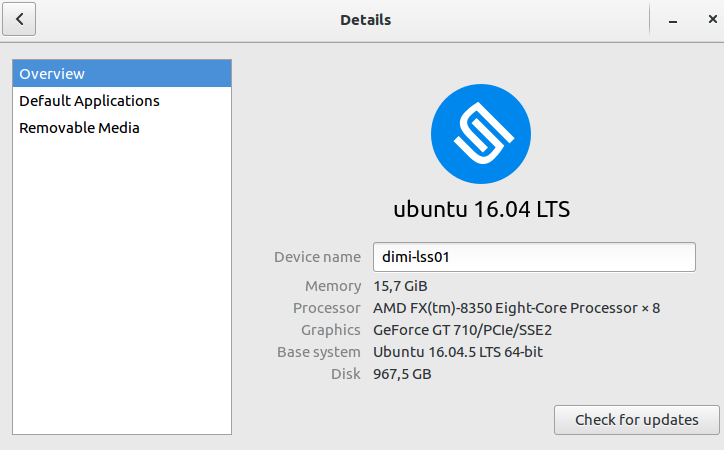 Details
Overview
Default Applications
Removable Media
ubuntu 16.04 LTS
Device name dimi-lss01
Memory 15,7 GiB
Processor AMD FX(tm)-8350 Eight-Core Processor × 8
Graphics GeForce GT 710/PCIe/SSE2
Base system Ubuntu 16.04.5 LTS 64-bit
Disk 967,5 GB
Check for updates